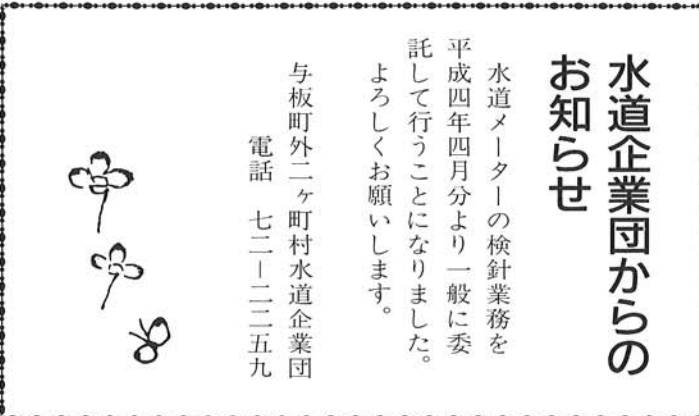 水道企業団からの
お知らせ
水道メーターの検針業務を
平成四年四月分より一般に委
託して行うことになりました。
よろしくお願いします。
与板町外二ヶ町村水道企業団
電話　七二―二二五九